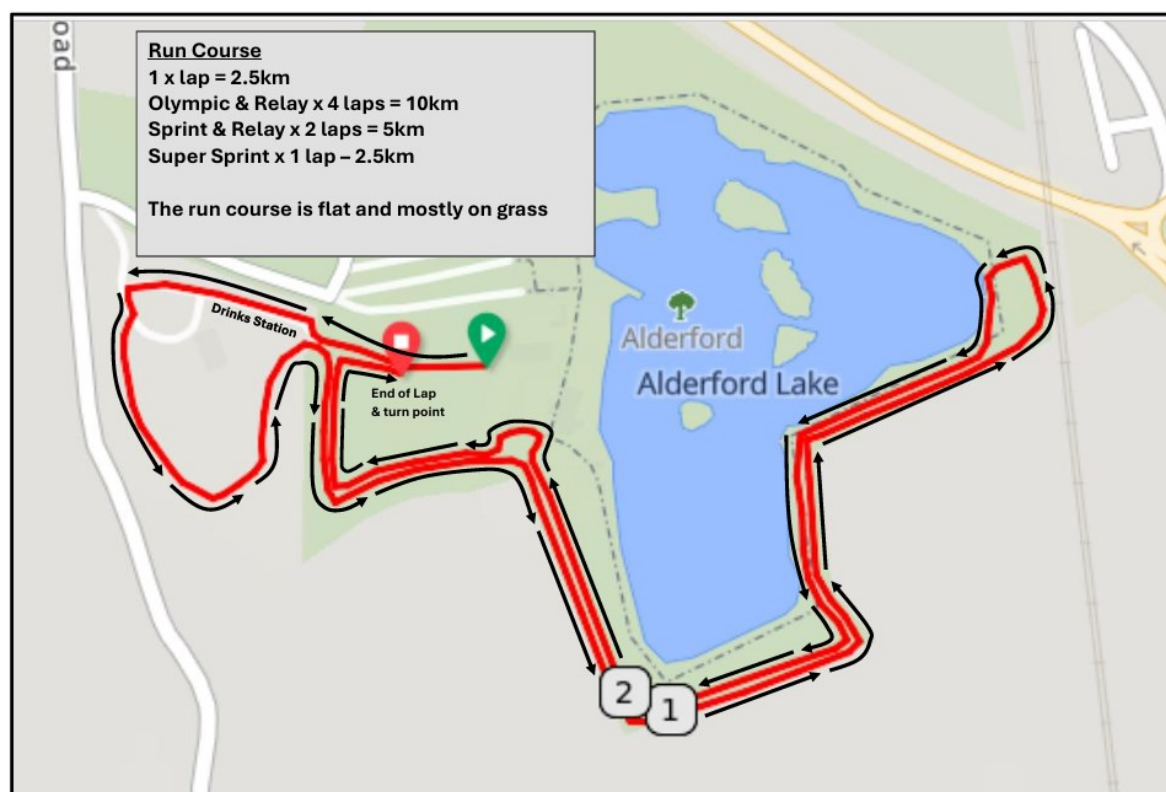 oad
Run Course
1 x lap = 2.5km
Olympic & Relay x 4 laps = 10km
Sprint & Relay x 2 laps = 5km
Super Sprint x 1 lap – 2.5km
The run course is flat and mostly on grass
Drinks Station
End of Lap
& turn point
Alderford
Alderford Lake
2
1